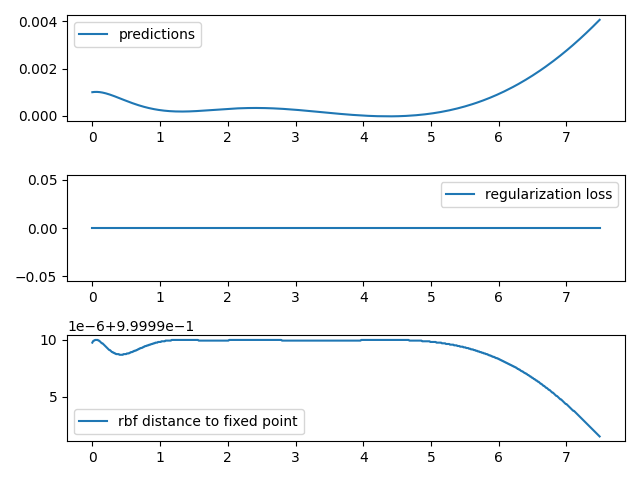 0.004
0.002
0.000
predictions
0 1 2 3 4 5 6 7
0.05
0.00
−0.05
regularization loss
0 1 2 3 4 5 6 7
1e−6+9.9999e−1
10
5
rbf distance to fixed point
0 1 2 3 4 5 6 7